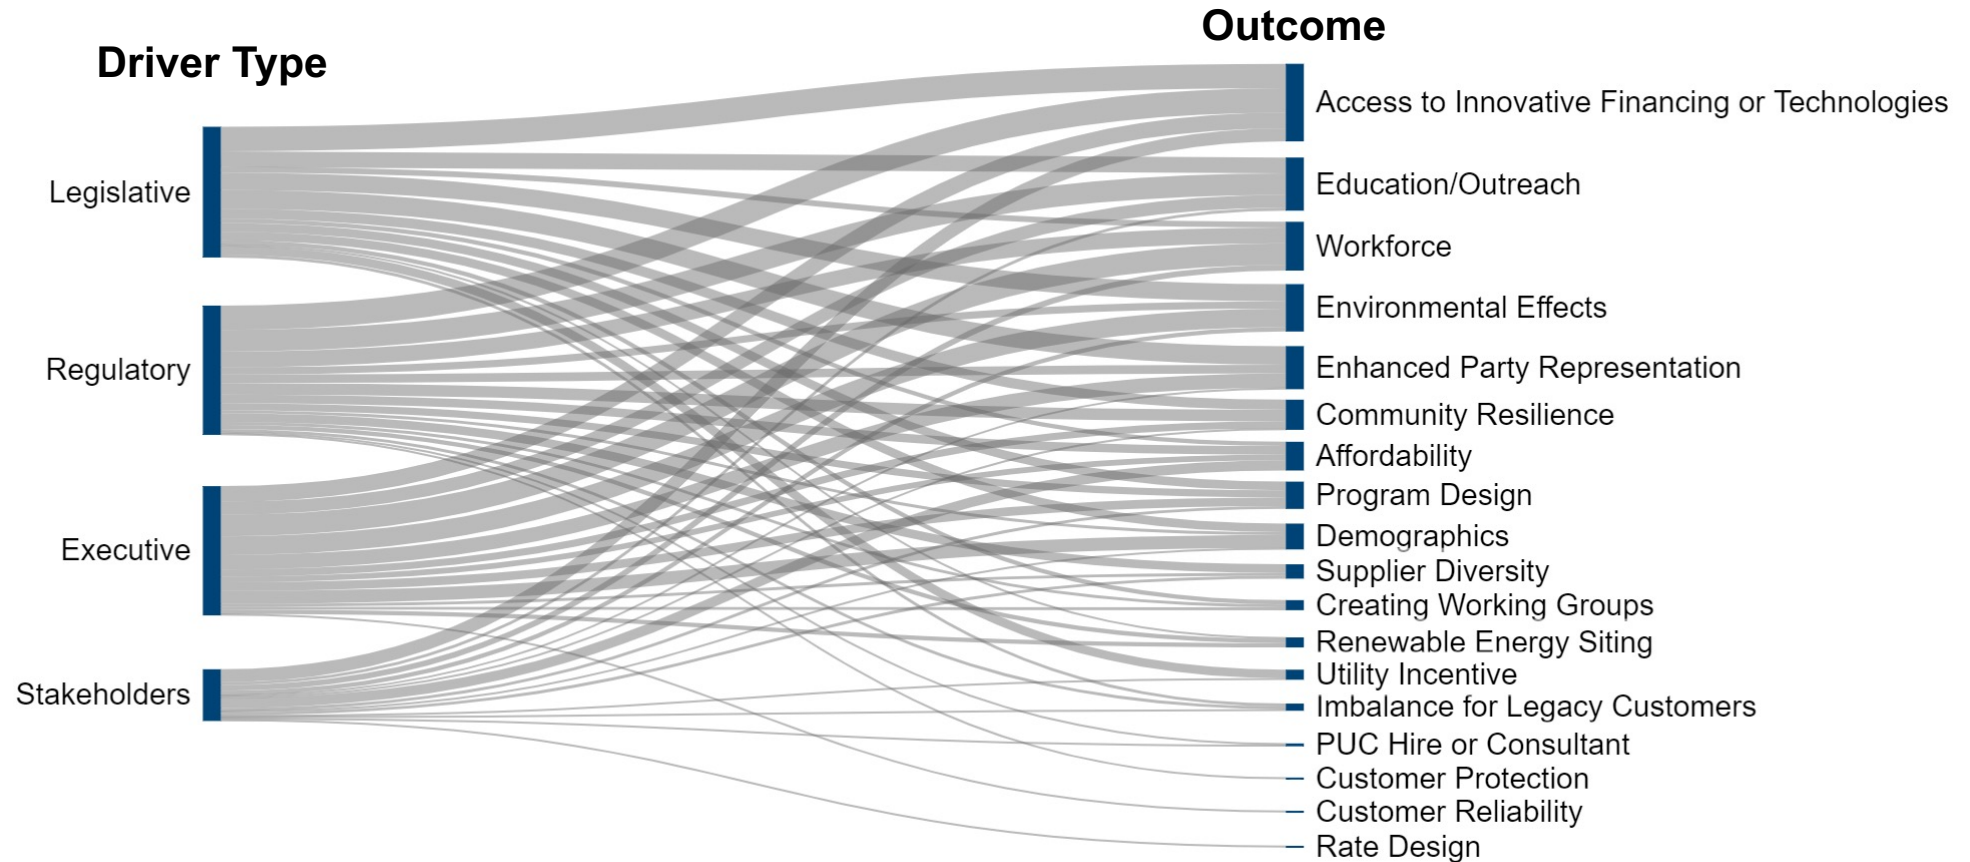 Driver Type
Legislative
Regulatory
Executive
Stakeholders
Outcome
Access to Innovative Financing or Technologies
Education/Outreach
Workforce
Environmental Effects
Enhanced Party Representation
Community Resilience
Affordability
Program Design
Demographics
Supplier Diversity
Creating Working Groups
Renewable Energy Siting
Utility Incentive
Imbalance for Legacy Customers
PUC Hire or Consultant
Customer Protection
Customer Reliability
Rate Design